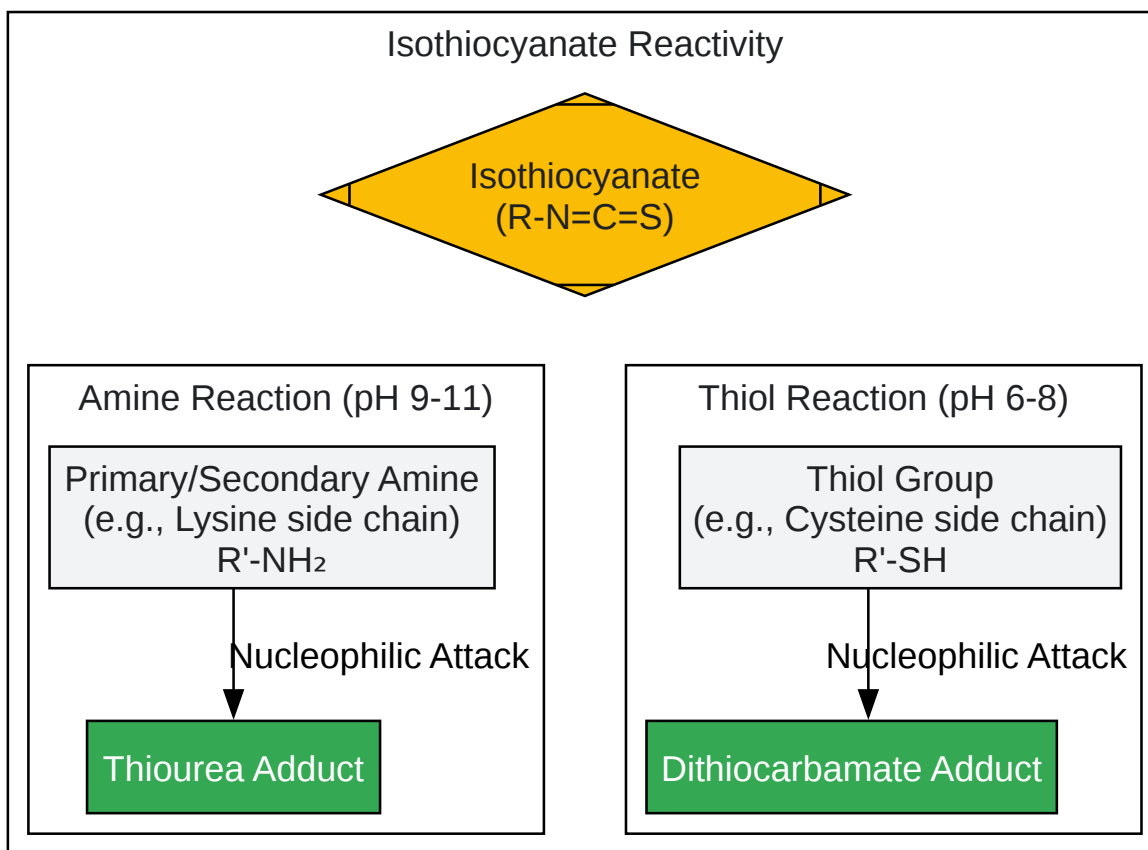 Isothiocyanate Reactivity
Isothiocyanate
(R-N=C=S)
Amine Reaction (pH 9-11)
Primary/Secondary Amine
(e.g., Lysine side chain)
R'-NH₂
Nucleophilic Attack
Thiourea Adduct
Thiol Reaction (pH 6-8)
Thiol Group
(e.g., Cysteine side chain)
R'-SH
Nucleophilic Attack
Dithiocarbamate Adduct